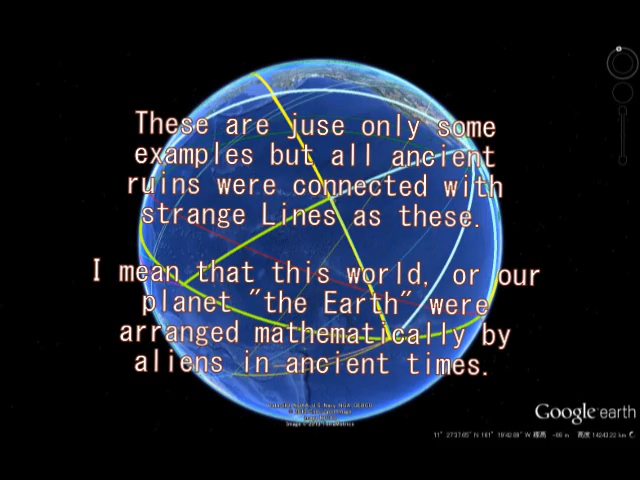 These are juse only some
examples but all ancient
ruins were connected with
strange Lines as these.
I mean that this world, or our
planet "the Earth" were
arranged mathematically by
aliens in ancient times.
Google earth